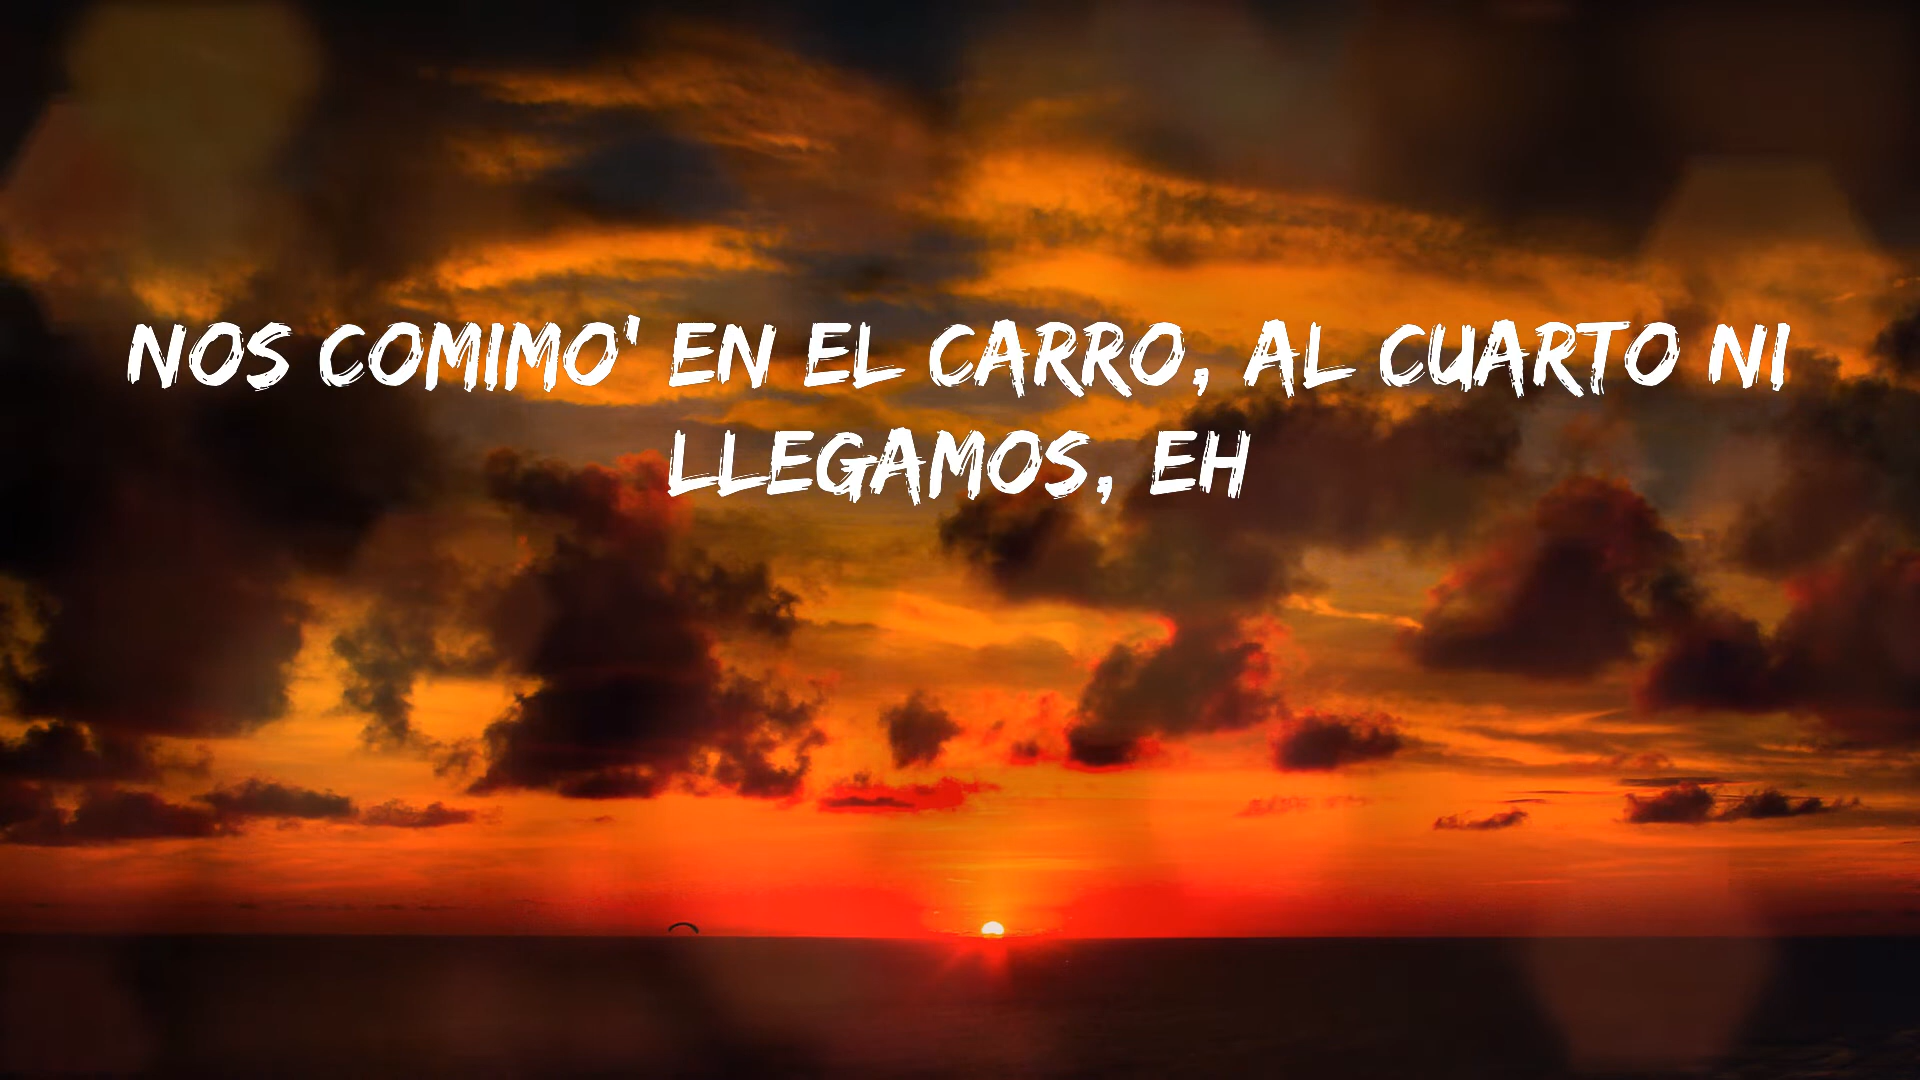 NOS COMIMO' EN EL CARRO, AL CUARTO NI
LLEGAMOS, EH